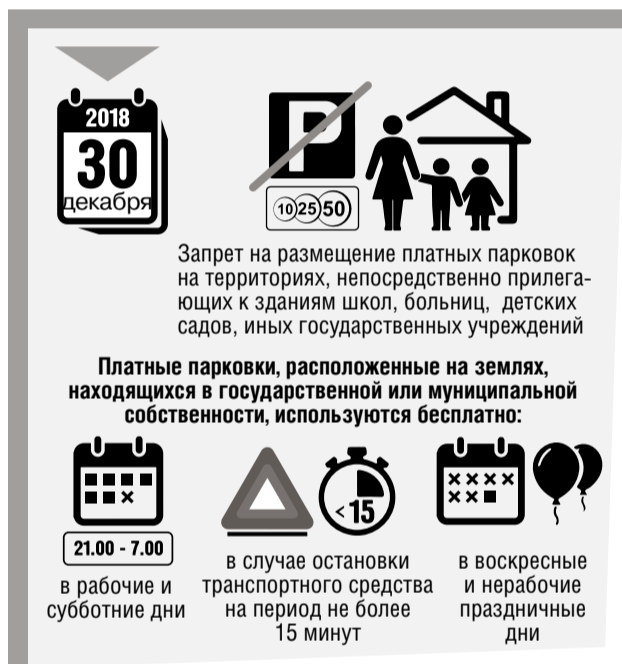 2018
30
декабря
P
10 25 50
Запрет на размещение платных парковок
на территориях, непосредственно прилега-
ющих к зданиям школ, больниц, детских
садов, иных государственных учреждений
Платные парковки, расположенные на землях,
находящихся в государственной или муниципальной
собственности, используются бесплатно:
21.00 - 7.00
в рабочие и
субботние дни
< 15
в случае остановки
транспортного средства
на период не более
15 минут
в воскресные
и нерабочие
праздничные
дни